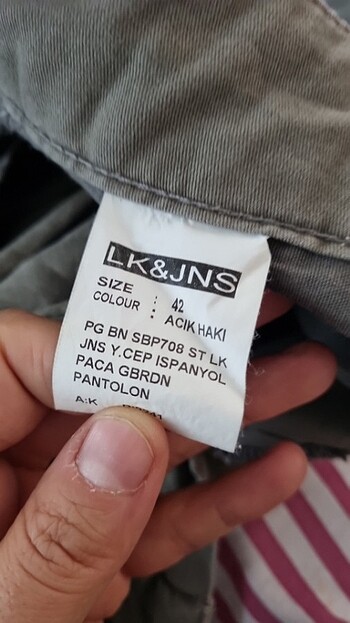 LK&JNS
SIZE : 42
COLOUR : ACIK HAKI
PG BN SBP708 ST LK
JNS Y.CEP ISPANYOL
PACA GBRDN
PANTOLON
A:K